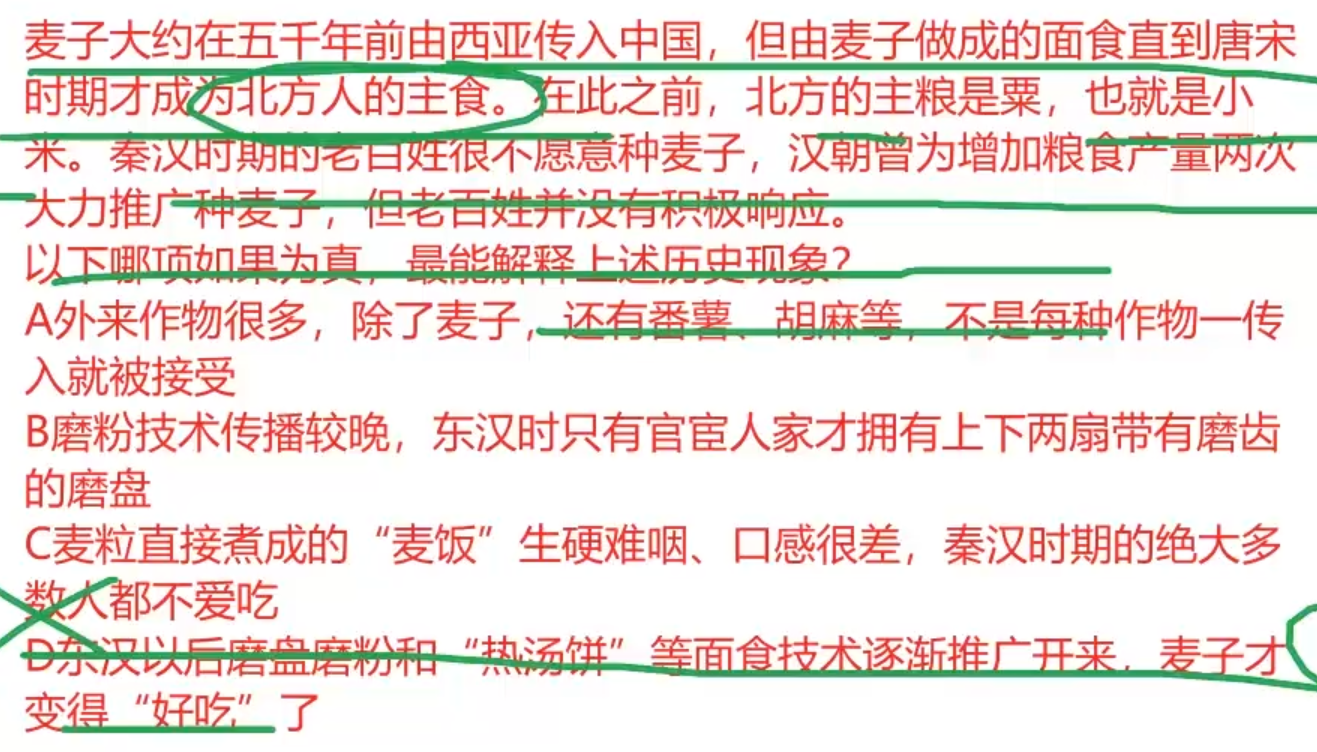 麦子大约在五千年前由西亚传入中国，但由麦子做成的面食直到唐宋
时期才成为北方人的主食。在此之前，北方的主粮是粟，也就是小
米。秦汉时期的老百姓很不愿意种麦子，汉朝曾为增加粮食产量两次
大力推广种麦子，但老百姓并没有积极响应。
以下哪项如果为真，最能解释上述历史现象？
A外来作物很多，除了麦子，还有番薯、胡麻等，不是每种作物一传
入就被接受
B磨粉技术传播较晚，东汉时只有官宦人家才拥有上下两扇带有磨齿
的磨盘
C麦粒直接煮成的“麦饭”生硬难咽、口感很差，秦汉时期的绝大多
数人都不爱吃
D东汉以后磨盘磨粉和“热汤饼”等面食技术逐渐推广开来，麦子才
变得“好吃”了